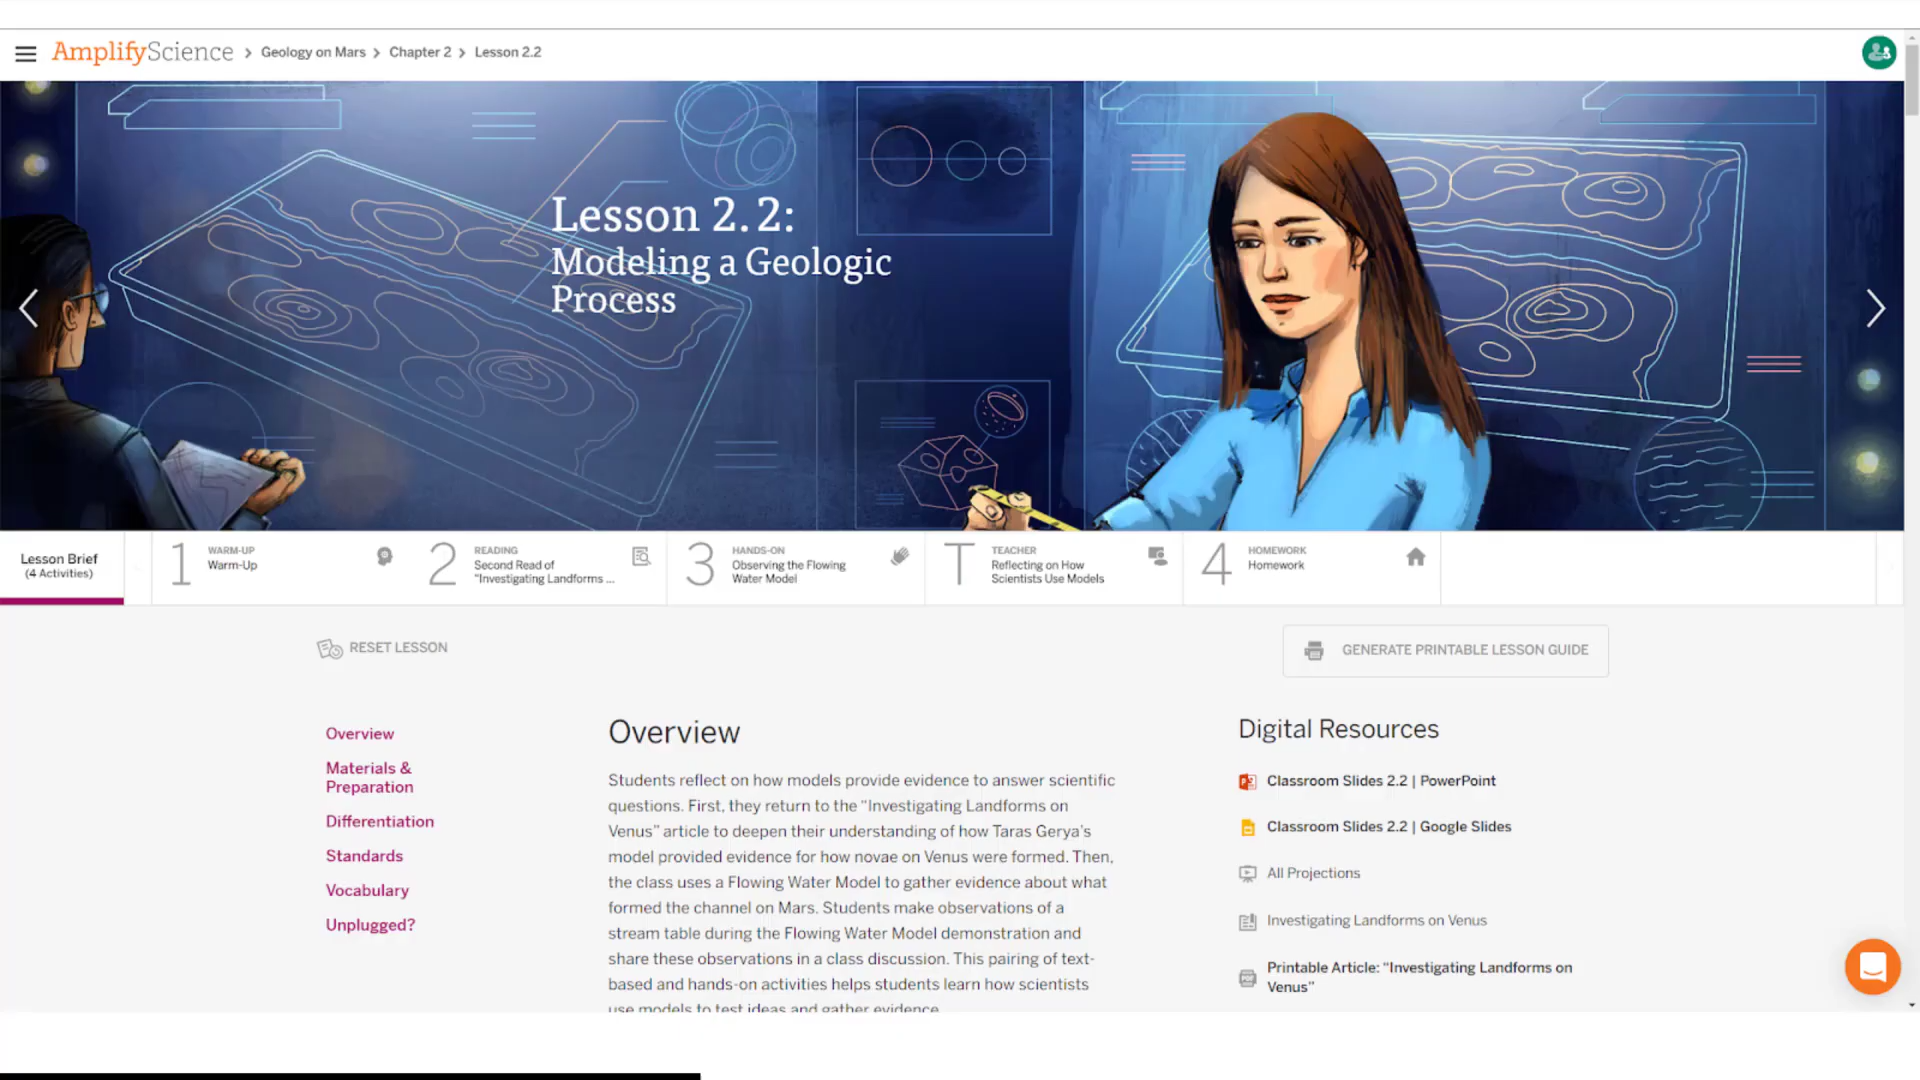 AmplifyScience > Geology on Mars > Chapter 2 > Lesson 2.2
Lesson 2.2:
Modeling a Geologic
Process
Lesson Brief
(4 Activities)
1
WARM-UP
Warm-Up
2
READING
Second Read of
"Investigating Landforms ...
3
HANDS-ON
Observing the Flowing
Water Model
T
TEACHER
Reflecting on How
Scientists Use Models
4
HOMEWORK
Homework
RESET LESSON
GENERATE PRINTABLE LESSON GUIDE
Overview
Materials &
Preparation
Differentiation
Standards
Vocabulary
Unplugged?
Overview
Students reflect on how models provide evidence to answer scientific
questions. First, they return to the “Investigating Landforms on
Venus” article to deepen their understanding of how Taras Gerya’s
model provided evidence for how novae on Venus were formed. Then,
the class uses a Flowing Water Model to gather evidence about what
formed the channel on Mars. Students make observations of a
stream table during the Flowing Water Model demonstration and
share these observations in a class discussion. This pairing of text-
based and hands-on activities helps students learn how scientists
use models to test ideas and gather evidence.
Digital Resources
Classroom Slides 2.2 | PowerPoint
Classroom Slides 2.2 | Google Slides
All Projections
Investigating Landforms on Venus
Printable Article: “Investigating Landforms on
Venus”